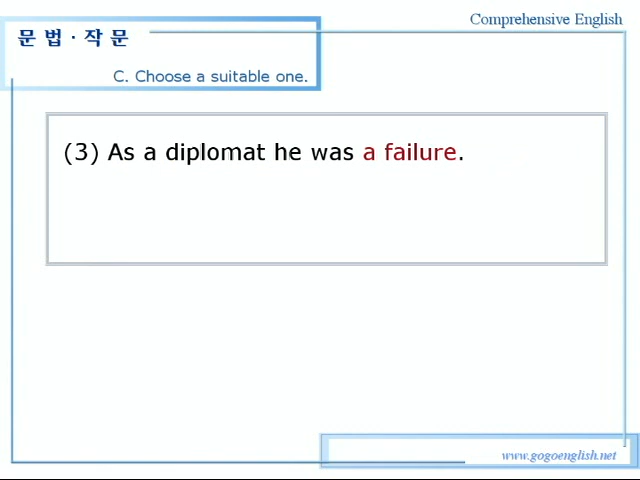 Comprehensive English
문 법 · 작 문
C. Choose a suitable one.
(3) As a diplomat he was a failure.
www.gogoenglish.net